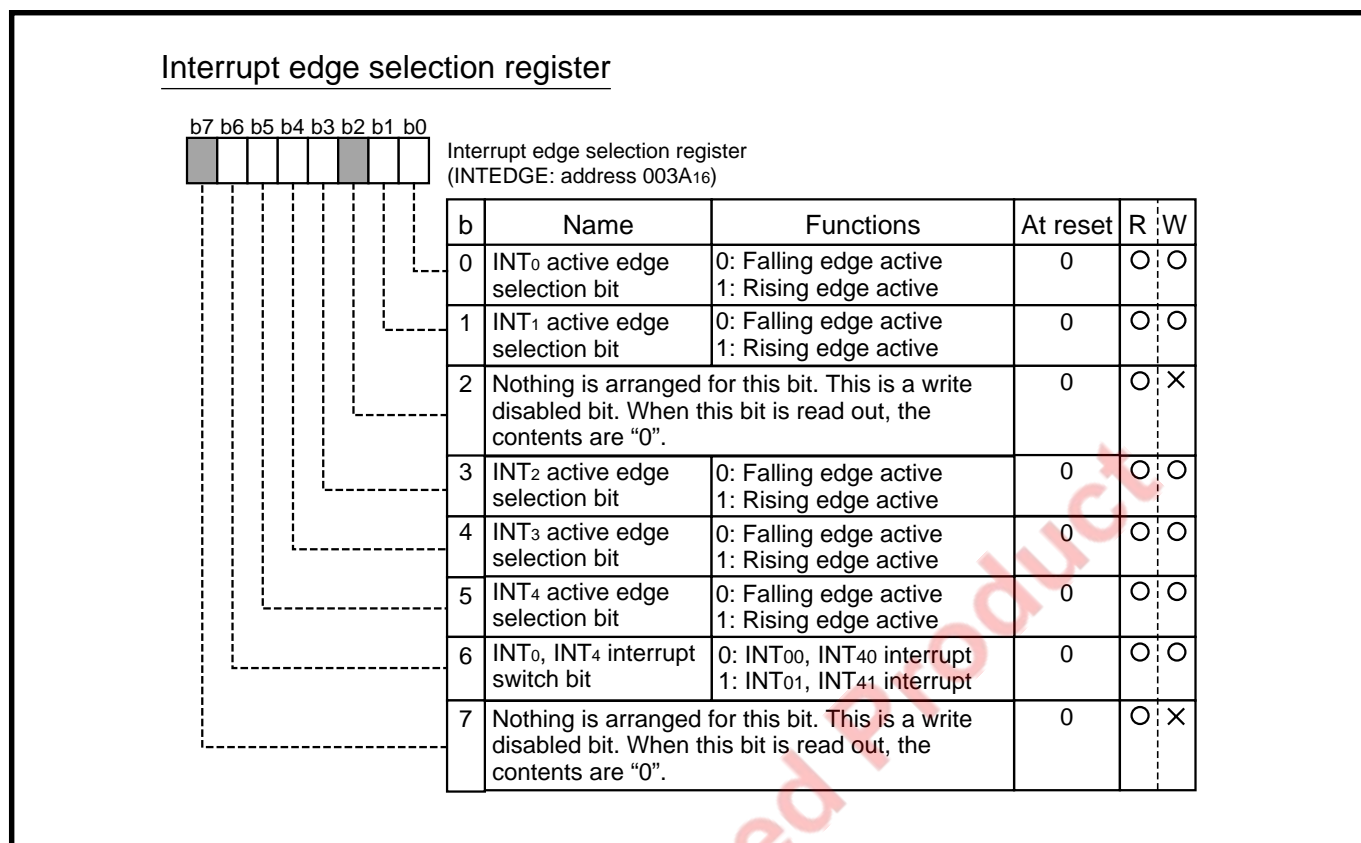 Interrupt edge selection register
b7 b6 b5 b4 b3 b2 b1 b0
Interrupt edge selection register
(INTEDGE: address 003A16)
b Name Functions At reset R W
0 INT0 active edge selection bit 0: Falling edge active 1: Rising edge active 0 O O
1 INT1 active edge selection bit 0: Falling edge active 1: Rising edge active 0 O O
2 Nothing is arranged for this bit. This is a write disabled bit. When this bit is read out, the contents are “0”. 0 O ×
3 INT2 active edge selection bit 0: Falling edge active 1: Rising edge active 0 O O
4 INT3 active edge selection bit 0: Falling edge active 1: Rising edge active 0 O O
5 INT4 active edge selection bit 0: Falling edge active 1: Rising edge active 0 O O
6 INT0, INT4 interrupt switch bit 0: INT00, INT40 interrupt 1: INT01, INT41 interrupt 0 O O
7 Nothing is arranged for this bit. This is a write disabled bit. When this bit is read out, the contents are “0”. 0 O ×
ed Product